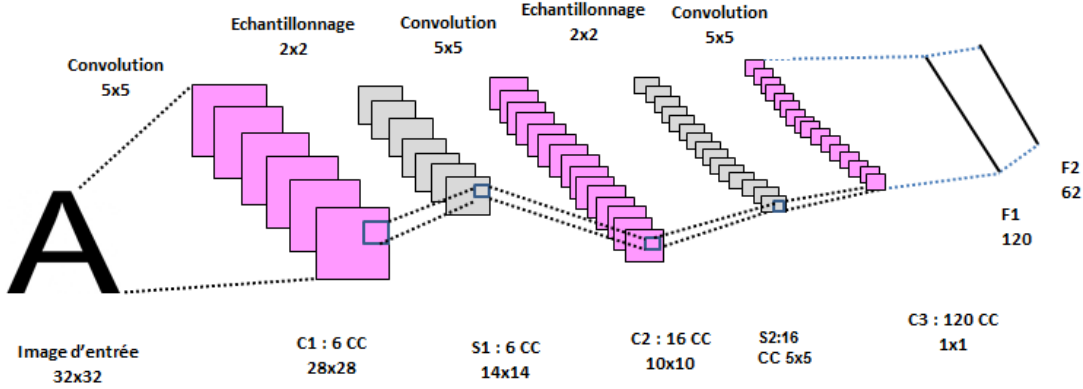 Convolution
5x5
Echantillonnage
2x2
Convolution
5x5
Echantillonnage
2x2
Convolution
5x5
A
Image d'entrée
32x32
C1 : 6 CC
28x28
S1 : 6 CC
14x14
C2 : 16 CC
10x10
S2:16
CC 5x5
C3 : 120 CC
1x1
F1
120
F2
62